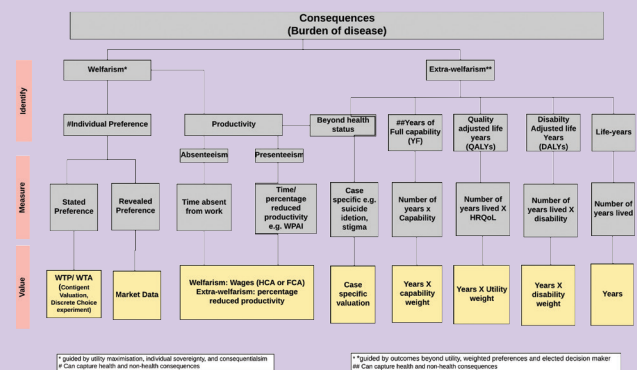 Consequences
(Burden of disease)
Identify
Welfarism*
Extra-welfarism**
#Individual Preference
Productivity
Beyond health
status
##Years of
Full capability
(YF)
Quality
adjusted life
years
(QALYs)
Disabilty
Adjusted life
Years
(DALYs)
Life-years
Absenteeism
Presenteeism
Measure
Stated
Preference
Revealed
Preference
Time absent
from work
Time/
percentage
reduced
productivity
e.g. WPAI
Case
specific e.g.
suicide
idetion,
stigma
Number of
years x
Capability
Number of
years lived X
HRQoL
Number of
years lived X
disability
Number of
years lived
Value
WTP/ WTA
(Contigent
Valuation,
Discrete Choice
experiment)
Market Data
Welfarism: Wages (HCA or FCA)
Extra-welfarism: percentage
reduced productivity
Case
specific
valuation
Years X
capability
weight
Years X Utility
weight
Years X
disability
weight
Years
* guided by utility maximisation, individual sovereignty, and consequentialsim
# Can capture health and non-health consequences
* *guided by outcomes beyond utility, weighted preferences and elected decision maker
## Can capture health and non-health consequences